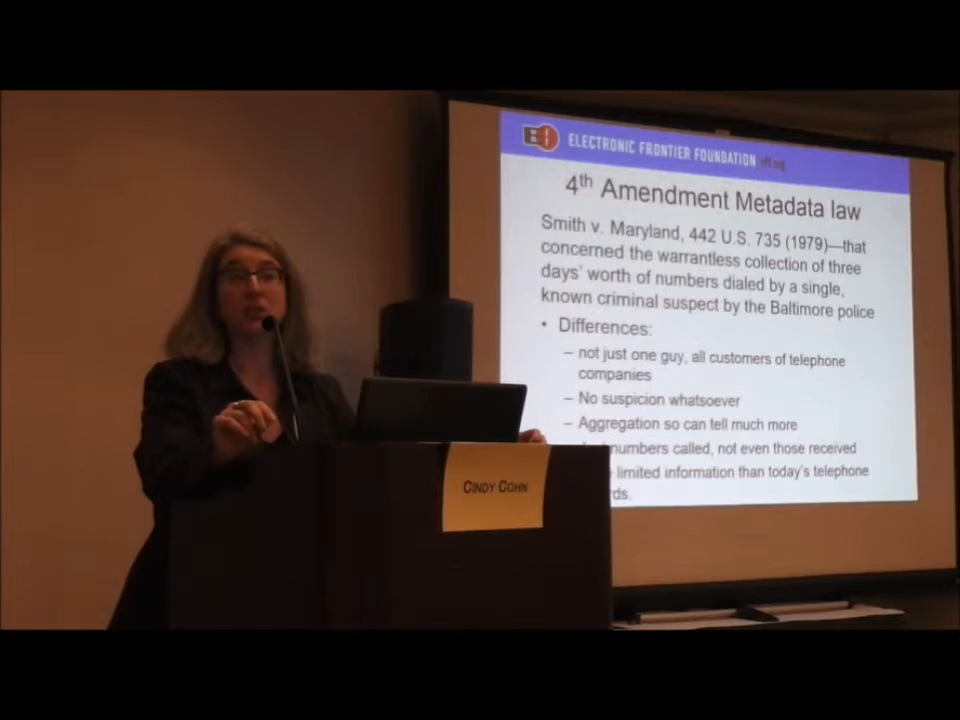 ELECTRONIC FRONTIER FOUNDATION eff.org
4th Amendment Metadata law
Smith v. Maryland, 442 U.S. 735 (1979)—that
concerned the warrantless collection of three
days' worth of numbers dialed by a single,
known criminal suspect by the Baltimore police
• Differences:
– not just one guy, all customers of telephone
companies
– No suspicion whatsoever
– Aggregation so can tell much more
numbers called, not even those received
limited information than today's telephone
CINDY COHN